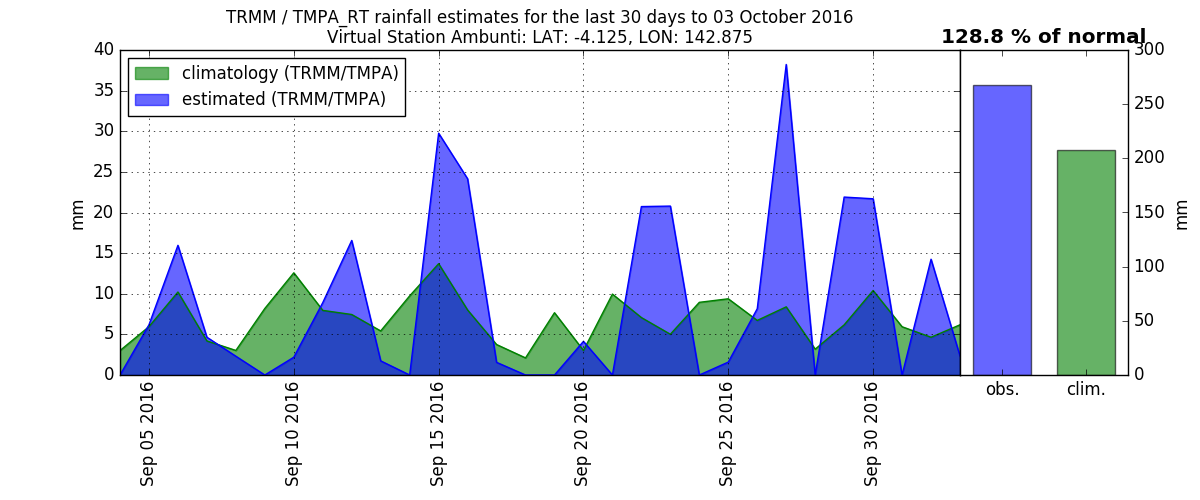 TRMM / TMPA_RT rainfall estimates for the last 30 days to 03 October 2016
Virtual Station Ambunti: LAT: -4.125, LON: 142.875
128.8 % of normal
climatology (TRMM/TMPA)
estimated (TRMM/TMPA)
mm
40
35
30
25
20
15
10
5
0
Sep 05 2016
Sep 10 2016
Sep 15 2016
Sep 20 2016
Sep 25 2016
Sep 30 2016
obs.
clim.
300
250
200
150
100
50
0
mm